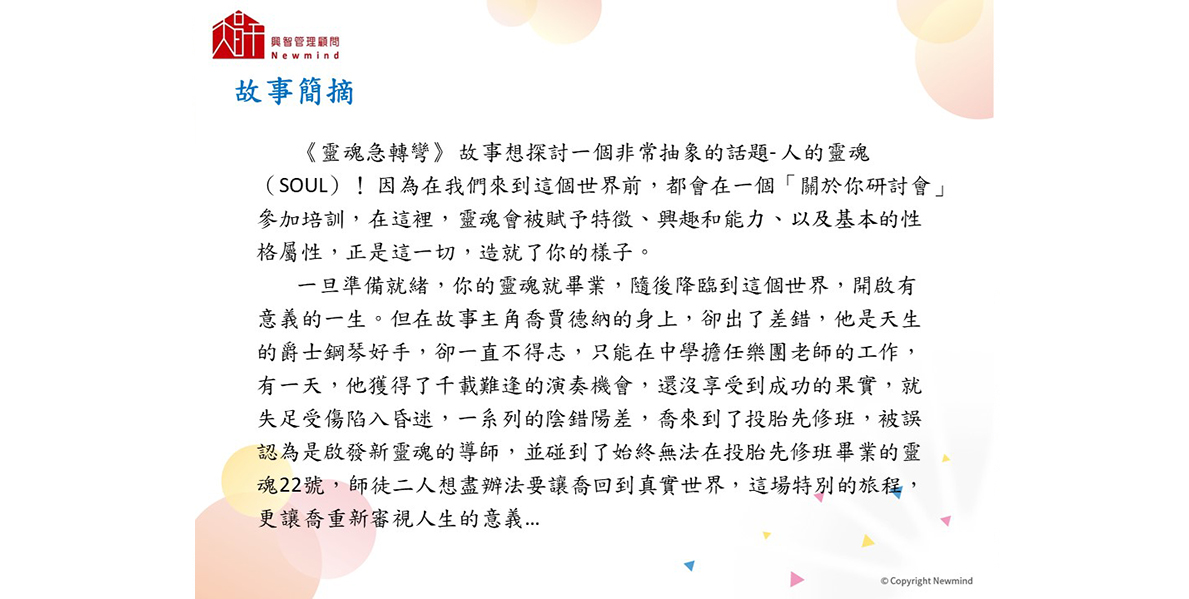 興智管理顧問
Newmind
故事簡摘
《靈魂急轉彎》 故事想探討一個非常抽象的話題- 人的靈魂
（SOUL）！ 因為在我們來到這個世界前，都會在一個「關於你研討會」
參加培訓，在這裡，靈魂會被賦予特徵、興趣和能力、以及基本的性
格屬性，正是這一切，造就了你的樣子。
一旦準備就緒，你的靈魂就畢業，隨後降臨到這個世界，開啟有
意義的一生。但在故事主角喬賈德納的身上，卻出了差錯，他是天生
的爵士鋼琴好手，卻一直不得志，只能在中學擔任樂團老師的工作，
有一天，他獲得了千載難逢的演奏機會，還沒享受到成功的果實，就
失足受傷陷入昏迷，一系列的陰錯陽差，喬來到了投胎先修班，被誤
認為是啟發新靈魂的導師，並碰到了始終無法在投胎先修班畢業的靈
魂22號，師徒二人想盡辦法要讓喬回到真實世界，這場特別的旅程，
更讓喬重新審視人生的意義...
© Copyright Newmind